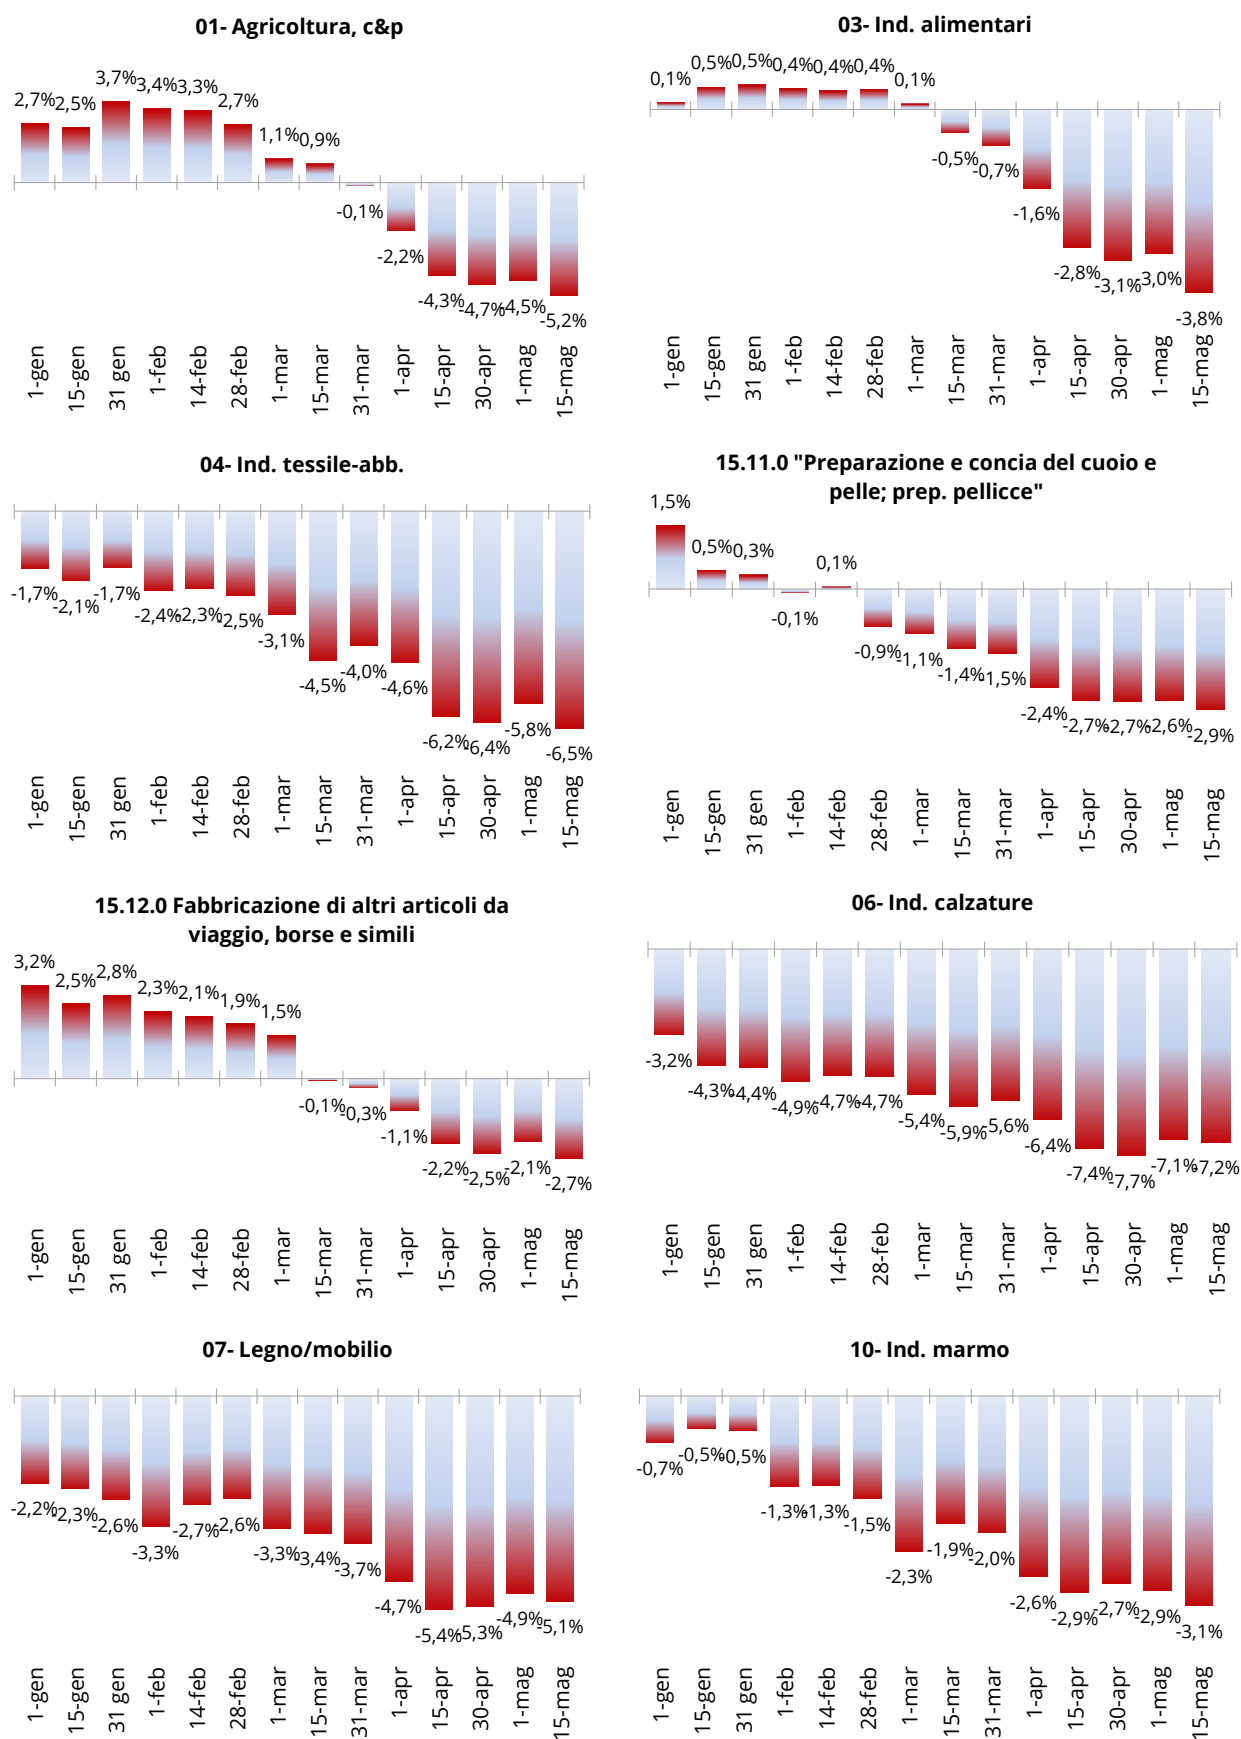 01- Agricoltura, c&p
2,7%
2,5%
3,7%
3,4%
3,3%
2,7%
1,1%
0,9%
-0,1%
-2,2%
-4,3%
-4,7%
-4,5%
-5,2%
1-gen
15-gen
31 gen
1-feb
14-feb
28-feb
1-mar
15-mar
31-mar
1-apr
15-apr
30-apr
1-mag
15-mag
03- Ind. alimentari
0,1%
0,5%
0,5%
0,4%
0,4%
0,4%
0,1%
-0,5%
-0,7%
-1,6%
-2,8%
-3,1%
-3,0%
-3,8%
1-gen
15-gen
31 gen
1-feb
14-feb
28-feb
1-mar
15-mar
31-mar
1-apr
15-apr
30-apr
1-mag
15-mag
04- Ind. tessile-abb.
-1,7%
-2,1%
-1,7%
-2,4%
-2,3%
-2,5%
-3,1%
-4,5%
-4,0%
-4,6%
-6,2%
-6,4%
-5,8%
-6,5%
1-gen
15-gen
31 gen
1-feb
14-feb
28-feb
1-mar
15-mar
31-mar
1-apr
15-apr
30-apr
1-mag
15-mag
15.11.0 "Preparazione e concia del cuoio e
pelle; prep. pellicce"
1,5%
0,5%
0,3%
-0,1%
0,1%
-0,9%
-1,1%
-1,4%
-1,5%
-2,4%
-2,7%
-2,7%
-2,6%
-2,9%
1-gen
15-gen
31 gen
1-feb
14-feb
28-feb
1-mar
15-mar
31-mar
1-apr
15-apr
30-apr
1-mag
15-mag
15.12.0 Fabbricazione di altri articoli da
viaggio, borse e simili
3,2%
2,5%
2,8%
2,3%
2,1%
1,9%
1,5%
-0,1%
-0,3%
-1,1%
-2,2%
-2,5%
-2,1%
-2,7%
1-gen
15-gen
31 gen
1-feb
14-feb
28-feb
1-mar
15-mar
31-mar
1-apr
15-apr
30-apr
1-mag
15-mag
06- Ind. calzature
-3,2%
-4,3%
-4,4%
-4,9%
-4,7%
-4,7%
-5,4%
-5,9%
-5,6%
-6,4%
-7,4%
-7,7%
-7,1%
-7,2%
1-gen
15-gen
31 gen
1-feb
14-feb
28-feb
1-mar
15-mar
31-mar
1-apr
15-apr
30-apr
1-mag
15-mag
07- Legno/mobilio
-2,2%
-2,3%
-2,6%
-3,3%
-2,7%
-2,6%
-3,3%
-3,4%
-3,7%
-4,7%
-5,4%
-5,3%
-4,9%
-5,1%
1-gen
15-gen
31 gen
1-feb
14-feb
28-feb
1-mar
15-mar
31-mar
1-apr
15-apr
30-apr
1-mag
15-mag
10- Ind. marmo
-0,7%
-0,5%
-0,5%
-1,3%
-1,3%
-1,5%
-2,3%
-1,9%
-2,0%
-2,6%
-2,9%
-2,7%
-2,9%
-3,1%
1-gen
15-gen
31 gen
1-feb
14-feb
28-feb
1-mar
15-mar
31-mar
1-apr
15-apr
30-apr
1-mag
15-mag